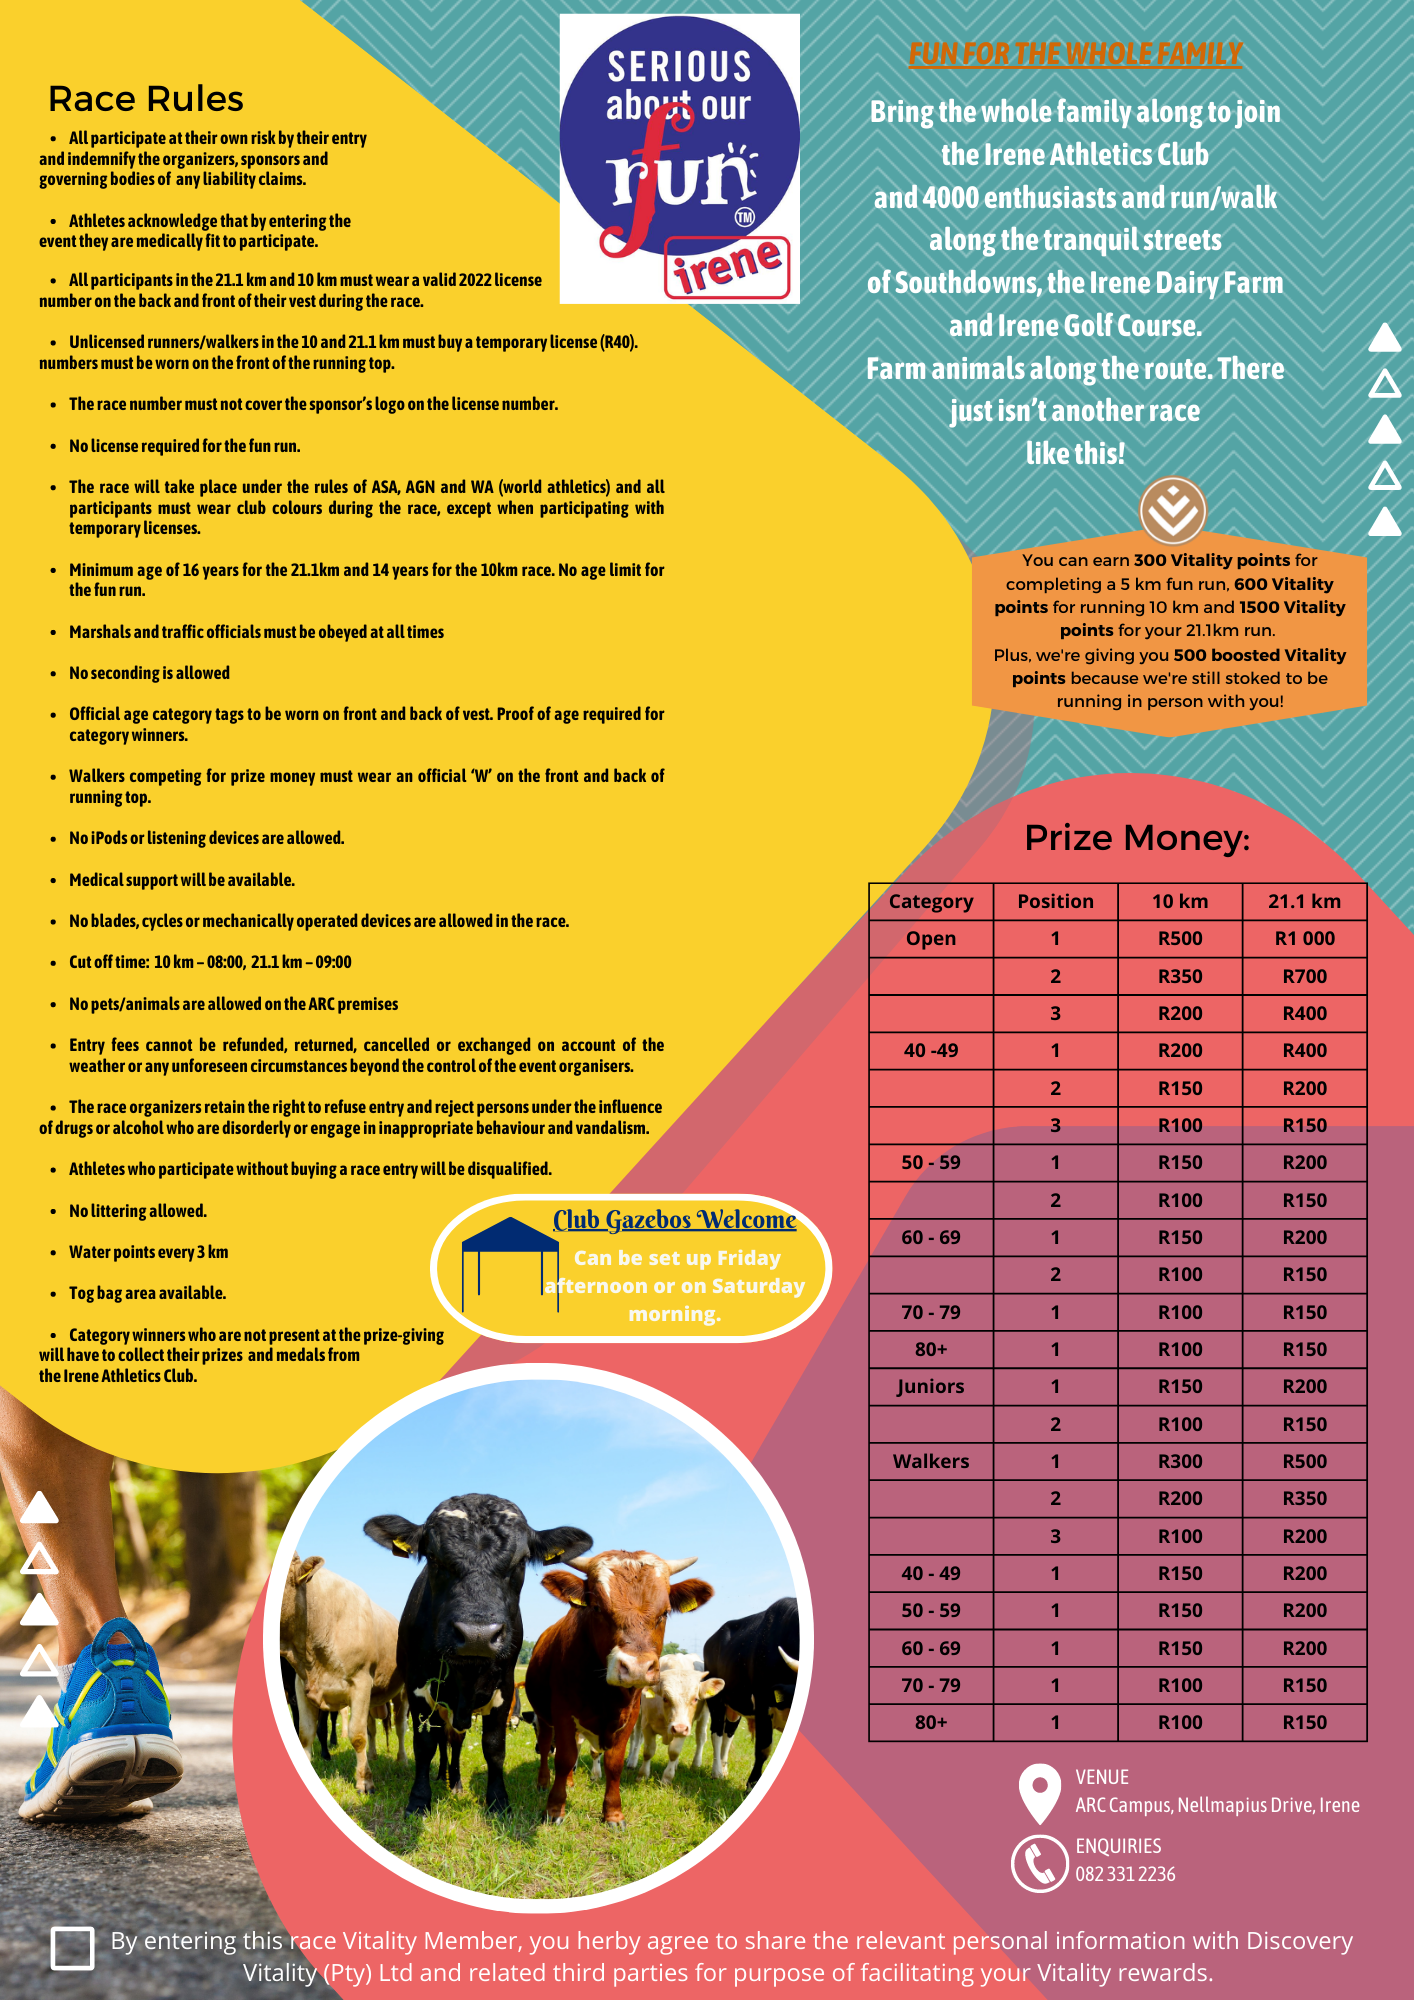 SERIOUS
about our
fun
TM
irene
Race Rules
• All participate at their own risk by their entry
and indemnify the organizers, sponsors and
governing bodies of any liability claims.
• Athletes acknowledge that by entering the
event they are medically fit to participate.
• All participants in the 21.1 km and 10 km must wear a valid 2022 license
number on the back and front of their vest during the race.
• Unlicensed runners/walkers in the 10 and 21.1 km must buy a temporary license (R40).
numbers must be worn on the front of the running top.
• The race number must not cover the sponsor's logo on the license number.
• No license required for the fun run.
• The race will take place under the rules of ASA, AGN and WA (world athletics) and all
participants must wear club colours during the race, except when participating with
temporary licenses.
• Minimum age of 16 years for the 21.1km and 14 years for the 10km race. No age limit for
the fun run.
• Marshals and traffic officials must be obeyed at all times
• No seconding is allowed
• Official age category tags to be worn on front and back of vest. Proof of age required for
category winners.
• Walkers competing for prize money must wear an official ‘W’ on the front and back of
running top.
• No iPods or listening devices are allowed.
• Medical support will be available.
• No blades, cycles or mechanically operated devices are allowed in the race.
• Cut off time: 10 km – 08:00, 21.1 km – 09:00
• No pets/animals are allowed on the ARC premises
• Entry fees cannot be refunded, returned, cancelled or exchanged on account of the
weather or any unforeseen circumstances beyond the control of the event organisers.
• The race organizers retain the right to refuse entry and reject persons under the influence
of drugs or alcohol who are disorderly or engage in inappropriate behaviour and vandalism.
• Athletes who participate without buying a race entry will be disqualified.
• No littering allowed.
• Water points every 3 km
• Tog bag area available.
• Category winners who are not present at the prize-giving
will have to collect their prizes and medals from
the Irene Athletics Club.
Club Gazebos Welcome
Can be set up Friday
afternoon or on Saturday
morning.
FUN FOR THE WHOLE FAMILY
Bring the whole family along to join
the Irene Athletics Club
and 4000 enthusiasts and run/walk
along the tranquil streets
of Southdowns, the Irene Dairy Farm
and Irene Golf Course.
Farm animals along the route. There
just isn’t another race
like this!
You can earn 300 Vitality points for
completing a 5 km fun run, 600 Vitality
points for running 10 km and 1500 Vitality
points for your 21.1km run.
Plus, we're giving you 500 boosted Vitality
points because we're still stoked to be
running in person with you!
Prize Money:
Category Position 10 km 21.1 km
Open 1 R500 R1 000
2 R350 R700
3 R200 R400
40 -49 1 R200 R400
2 R150 R200
3 R100 R150
50 - 59 1 R150 R200
2 R100 R150
60 - 69 1 R150 R200
2 R100 R150
70 - 79 1 R100 R150
80+ 1 R100 R150
Juniors 1 R150 R200
2 R100 R150
Walkers 1 R300 R500
2 R200 R350
3 R100 R200
40 - 49 1 R150 R200
50 - 59 1 R150 R200
60 - 69 1 R150 R200
70 - 79 1 R100 R150
80+ 1 R100 R150
VENUE
ARC Campus, Nellmapius Drive, Irene
ENQUIRIES
082 331 2236
By entering this race Vitality Member, you herby agree to share the relevant personal information with Discovery
Vitality (Pty) Ltd and related third parties for purpose of facilitating your Vitality rewards.